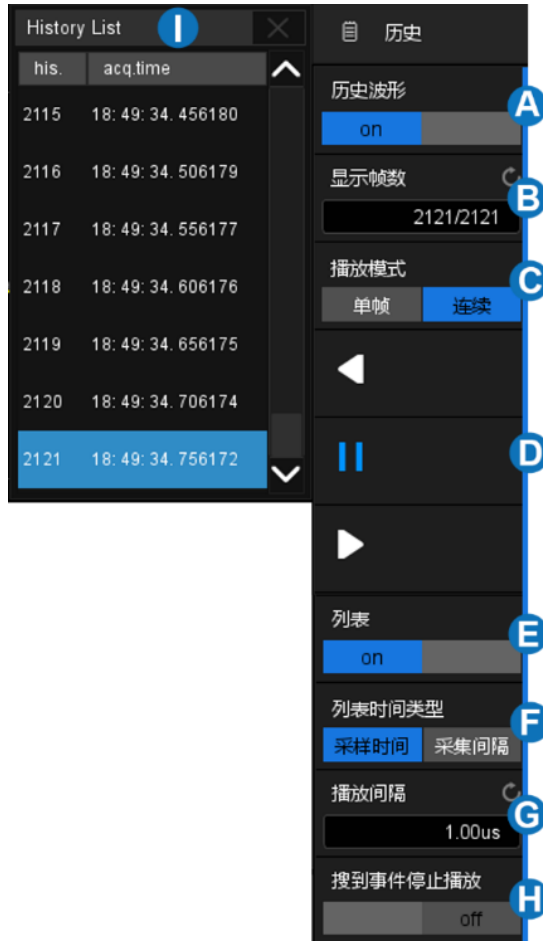 History List I
his. acq.time
2115 18: 49: 34. 456180
2116 18: 49: 34. 506179
2117 18: 49: 34. 556177
2118 18: 49: 34. 606176
2119 18: 49: 34. 656175
2120 18: 49: 34. 706174
2121 18: 49: 34. 756172
历史
历史波形
A
on
显示帧数
B
2121/2121
播放模式
C
单帧 连续
D
列表
E
on
列表时间类型
F
采样时间 采集间隔
播放间隔
G
1.00us
搜到事件停止播放
H
off